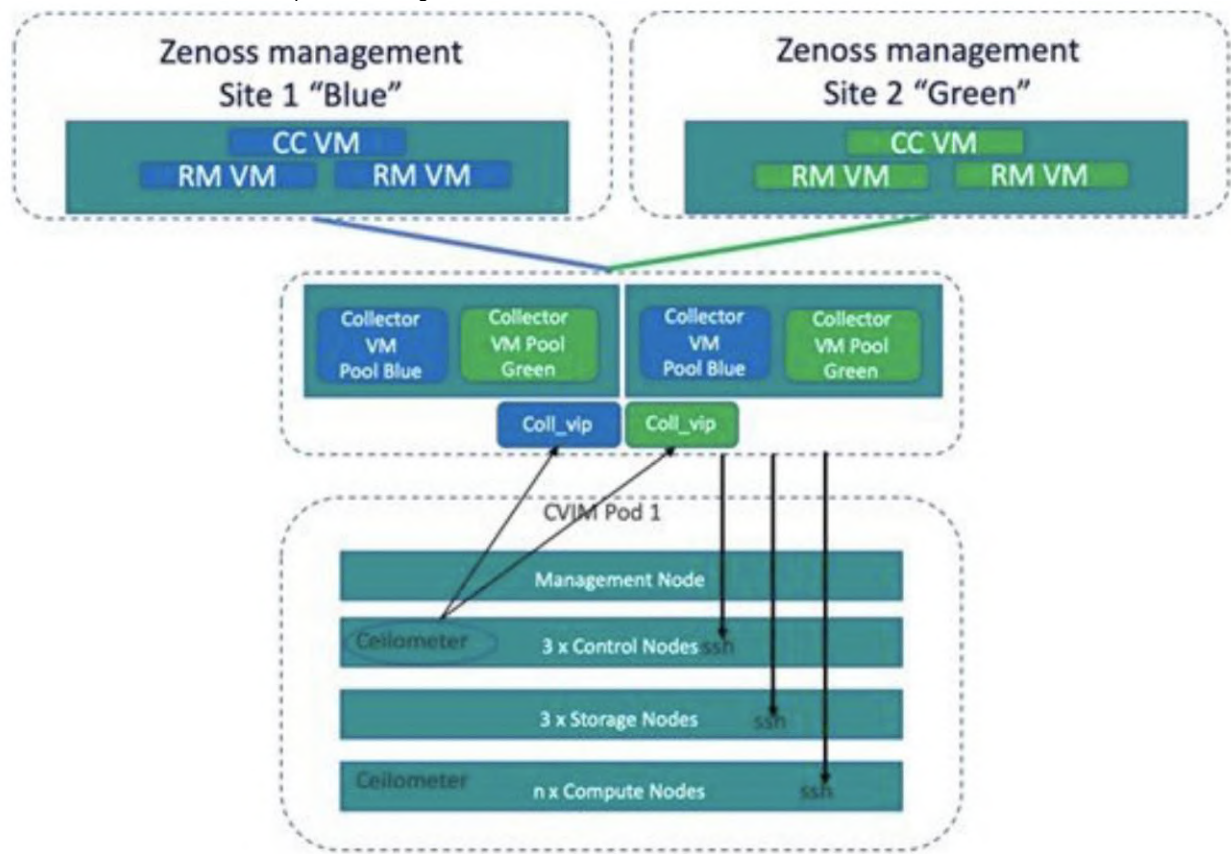 Zenoss management
Site 1 “Blue”
CC VM
RM VM RM VM
Zenoss management
Site 2 “Green”
CC VM
RM VM RM VM
Collector
VM
Pool Blue
Collector
VM Pool
Green
Collector
VM
Pool Blue
Collector
VM Pool
Green
Coll_vip
Coll_vip
CVIM Pod 1
Management Node
Ceilometer
3 x Control Nodes
ssh
3 x Storage Nodes
ssh
Ceilometer
n x Compute Nodes
ssh